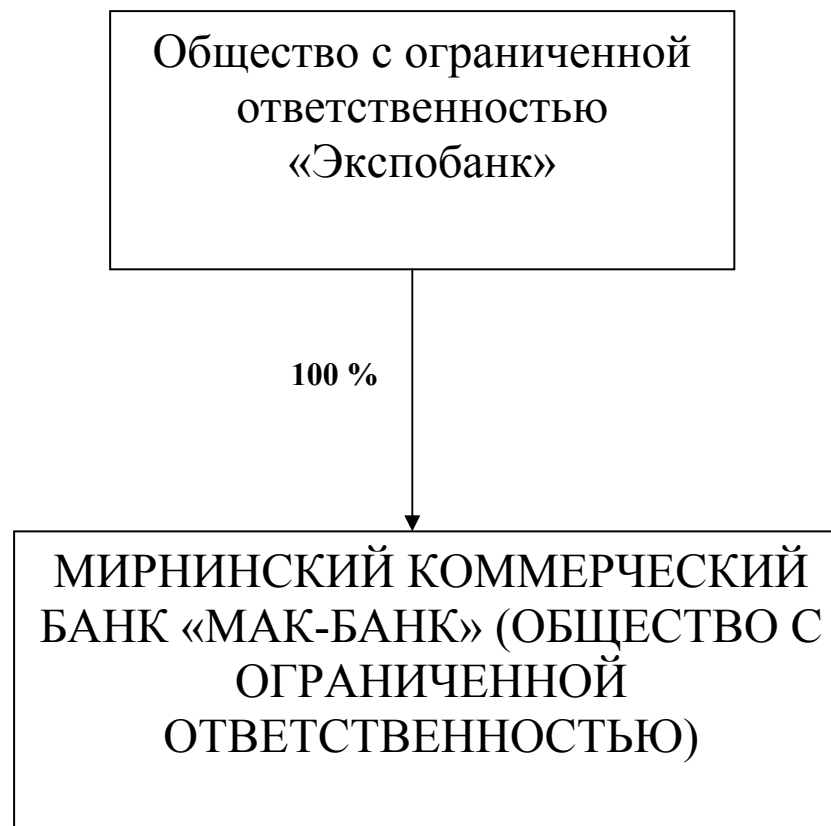 Общество с ограниченной
ответственностью
«Экспобанк»
100 %
МИРНИНСКИЙ КОММЕРЧЕСКИЙ
БАНК «МАК-БАНК» (ОБЩЕСТВО С
ОГРАНИЧЕННОЙ
ОТВЕТСТВЕННОСТЬЮ)